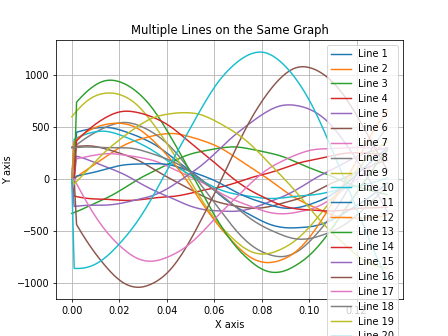 Multiple Lines on the Same Graph
Y axis
1000
500
0
−500
−1000
0.00
0.02
0.04
0.06
0.08
0.10
X axis
Line 1
Line 2
Line 3
Line 4
Line 5
Line 6
Line 7
Line 8
Line 9
Line 10
Line 11
Line 12
Line 13
Line 14
Line 15
Line 16
Line 17
Line 18
Line 19
Line 20